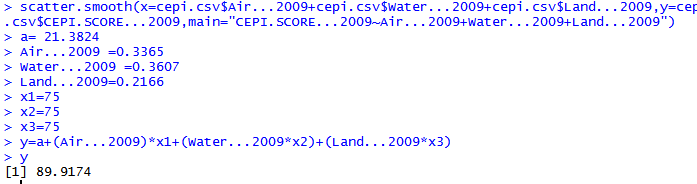 > scatter.smooth(x=cepi.csv$Air...2009+cepi.csv$Water...2009+cepi.csv$Land...2009,y=cep
.csv$CEPI.SCORE...2009,main="CEPI.SCORE...2009~Air...2009+Water...2009+Land...2009")
> a= 21.3824
> Air...2009 =0.3365
> Water...2009 =0.3607
> Land...2009=0.2166
> x1=75
> x2=75
> x3=75
> y=a+(Air...2009)*x1+(Water...2009*x2)+(Land...2009*x3)
> y
[1] 89.9174